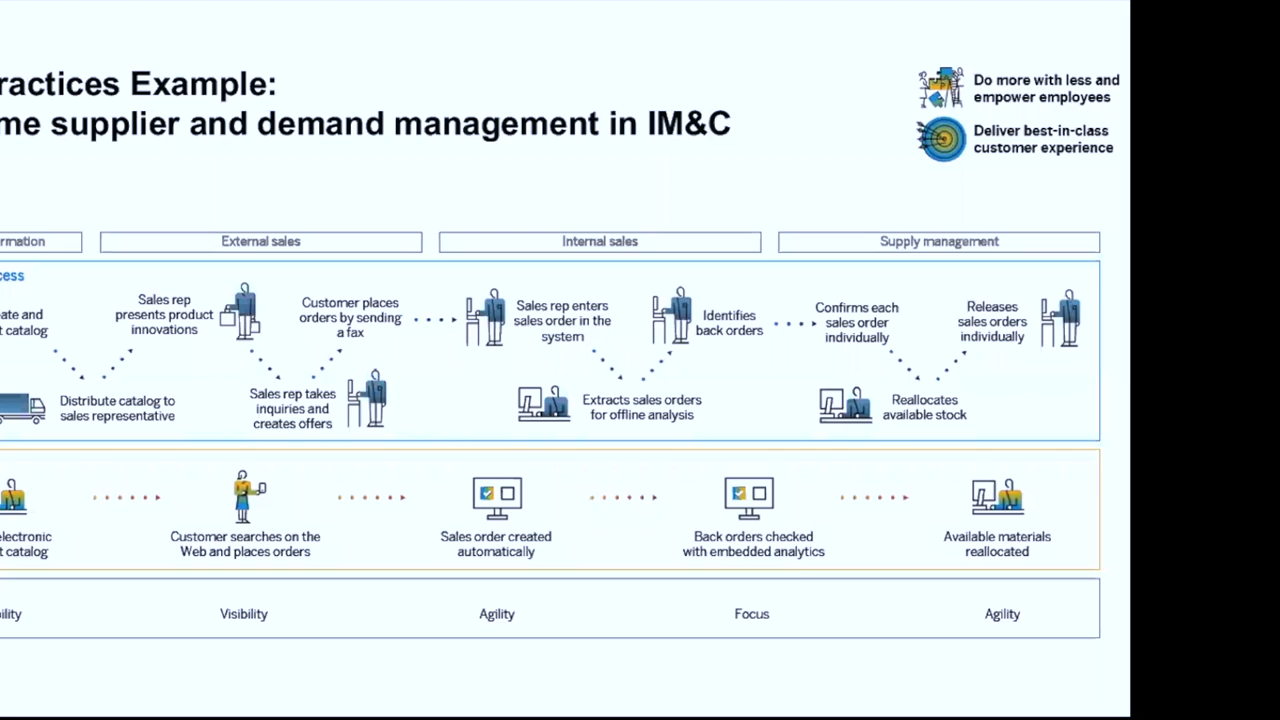 ractices Example:
me supplier and demand management in IM&C
Do more with less and
empower employees
Deliver best-in-class
customer experience
rmation
External sales
Internal sales
Supply management
cess
ate and
t catalog
Distribute catalog to
sales representative
Sales rep
presents product
innovations
Sales rep takes
inquiries and
creates offers
Customer places
orders by sending
a fax
Sales rep enters
sales order in the
system
Extracts sales orders
for offline analysis
Identifies
back orders
Confirms each
sales order
individually
Reallocates
available stock
Releases
sales orders
individually
electronic
t catalog
Customer searches on the
Web and places orders
Sales order created
automatically
Back orders checked
with embedded analytics
Available materials
reallocated
ility
Visibility
Agility
Focus
Agility